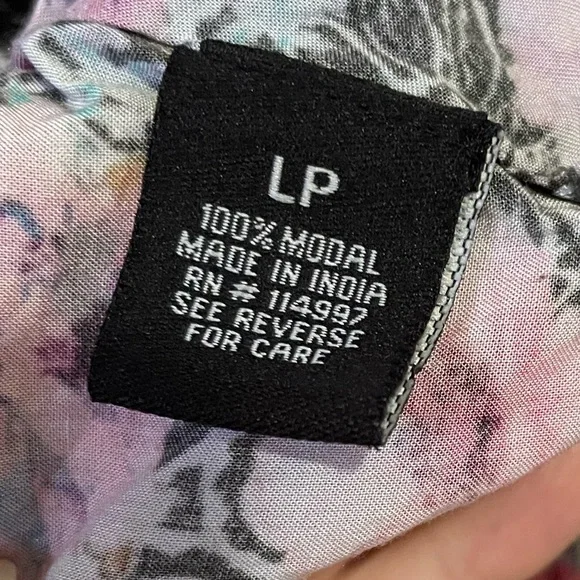 LP
100% MODAL
MADE IN INDIA
RN # 114997
SEE REVERSE
FOR CARE